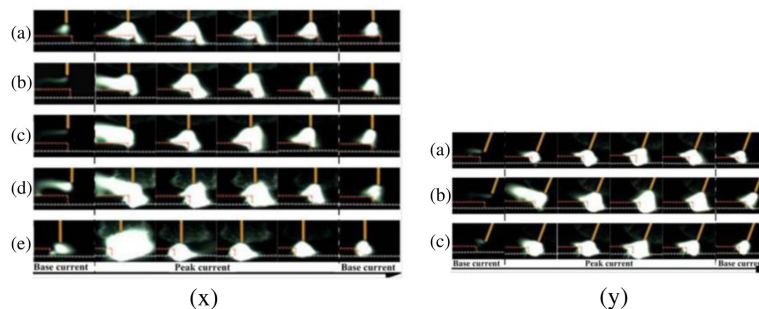 (a)
(b)
(c)
(d)
(e)
Base current Peak current Base current
(x)
(a)
(b)
(c)
Base current Peak current Base current
(y)